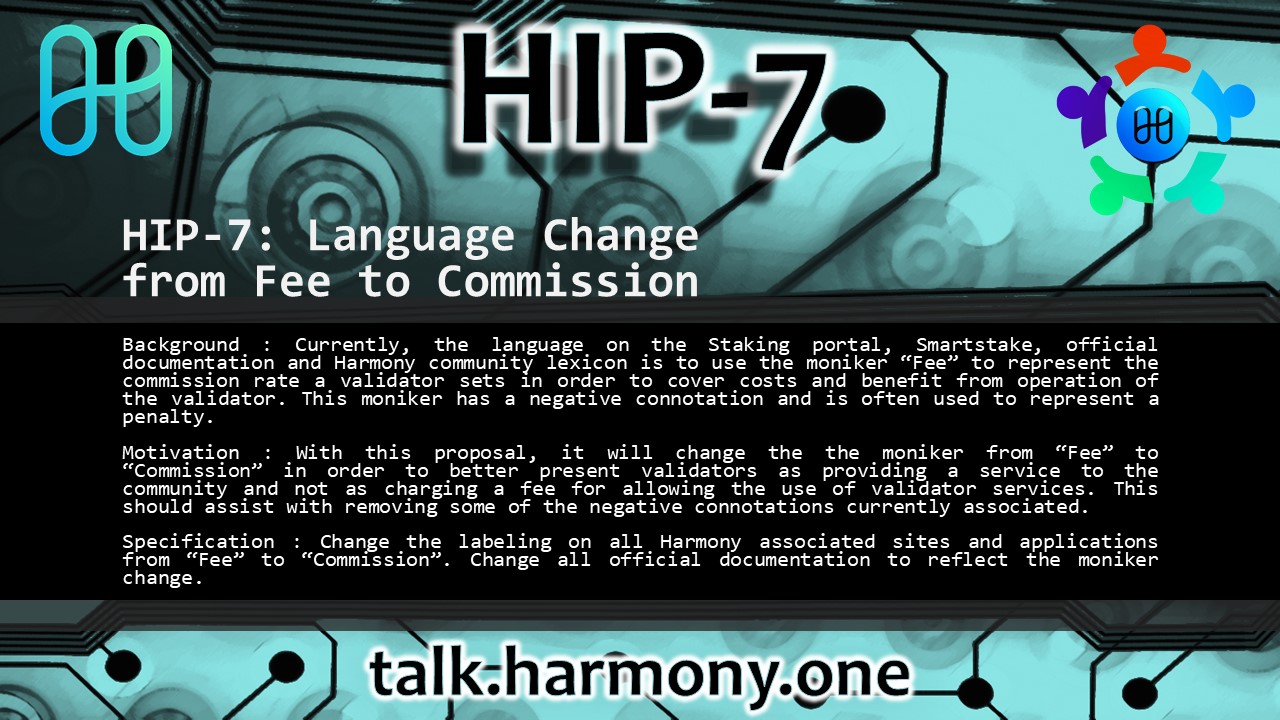 HIP-7
HIP-7: Language Change
from Fee to Commission
Background : Currently, the language on the Staking portal, Smartstake, official
documentation and Harmony community lexicon is to use the moniker “Fee” to represent the
commission rate a validator sets in order to cover costs and benefit from operation of
the validator. This moniker has a negative connotation and is often used to represent a
penalty.
Motivation : With this proposal, it will change the the moniker from “Fee” to
“Commission” in order to better present validators as providing a service to the
community and not as charging a fee for allowing the use of validator services. This
should assist with removing some of the negative connotations currently associated.
Specification : Change the labeling on all Harmony associated sites and applications
from “Fee” to “Commission”. Change all official documentation to reflect the moniker
change.
talk.harmony.one